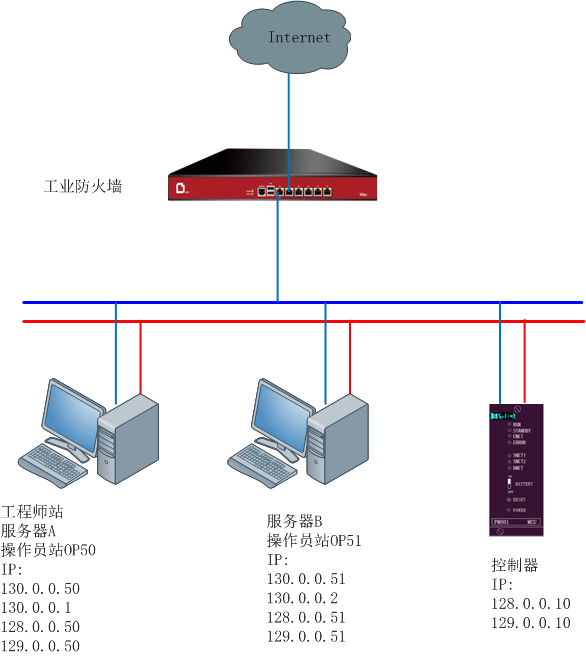 Internet
工业防火墙
RUN
STANDBY
CNET
ERROR
SNET1
SNET2
RNET
ON
BATTERY
OFF
RESET
POWER
FM801 MCU
工程师站
服务器A
操作员站OP50
IP:
130.0.0.50
130.0.0.1
128.0.0.50
129.0.0.50
服务器B
操作员站OP51
IP:
130.0.0.51
130.0.0.2
128.0.0.51
129.0.0.51
控制器
IP:
128.0.0.10
129.0.0.10